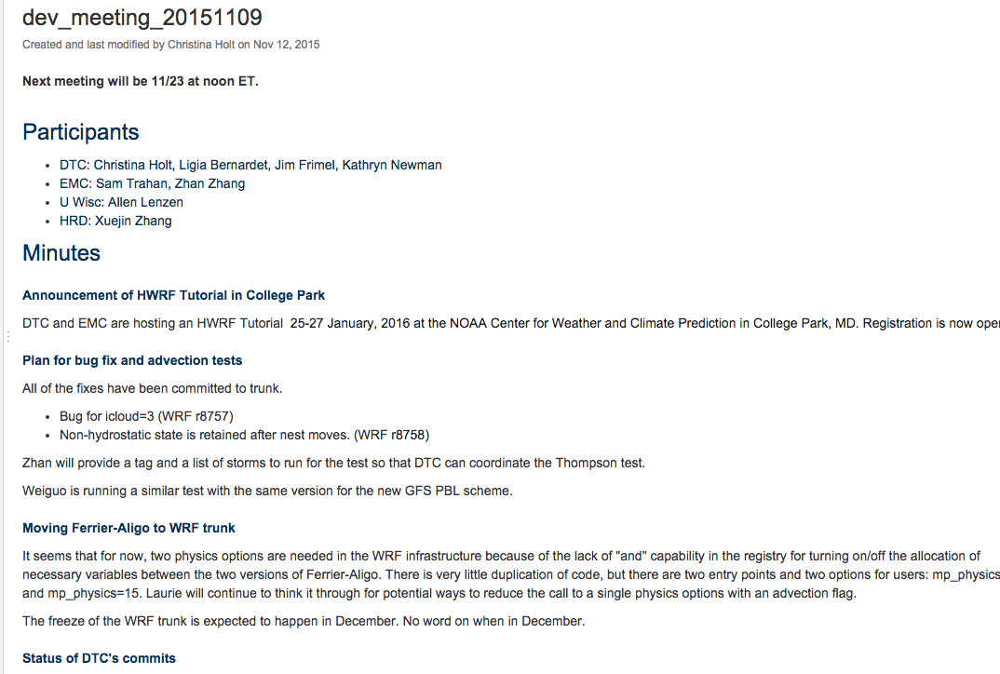 dev_meeting_20151109
Created and last modified by Christina Holt on Nov 12, 2015
Next meeting will be 11/23 at noon ET.
Participants
• DTC: Christina Holt, Ligia Bernardet, Jim Frimel, Kathryn Newman
• EMC: Sam Trahan, Zhan Zhang
• U Wisc: Allen Lenzen
• HRD: Xuejin Zhang
Minutes
Announcement of HWRF Tutorial in College Park
DTC and EMC are hosting an HWRF Tutorial 25-27 January, 2016 at the NOAA Center for Weather and Climate Prediction in College Park, MD. Registration is now
Plan for bug fix and advection tests
All of the fixes have been committed to trunk.
• Bug for icloud=3 (WRF r8757)
• Non-hydrostatic state is retained after nest moves. (WRF r8758)
Zhan will provide a tag and a list of storms to run for the test so that DTC can coordinate the Thompson test.
Weiguo is running a similar test with the same version for the new GFS PBL scheme.
Moving Ferrier-Aligo to WRF trunk
It seems that for now, two physics options are needed in the WRF infrastructure because of the lack of "and" capability in the registry for turning on/off the allocation of
necessary variables between the two versions of Ferrier-Aligo. There is very little duplication of code, but there are two entry points and two options for users: mp_physics
and mp_physics=15. Laurie will continue to think it through for potential ways to reduce the call to a single physics options with an advection flag.
The freeze of the WRF trunk is expected to happen in December. No word on when in December.
Status of DTC's commits